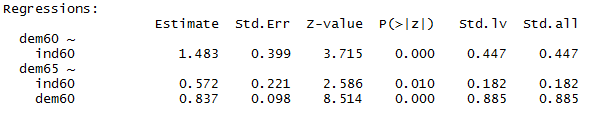 Regressions:
Estimate Std.Err Z-value P(>|z|) Std.lv Std.all
dem60 ~
ind60 1.483 0.399 3.715 0.000 0.447 0.447
dem65 ~
ind60 0.572 0.221 2.586 0.010 0.182 0.182
dem60 0.837 0.098 8.514 0.000 0.885 0.885